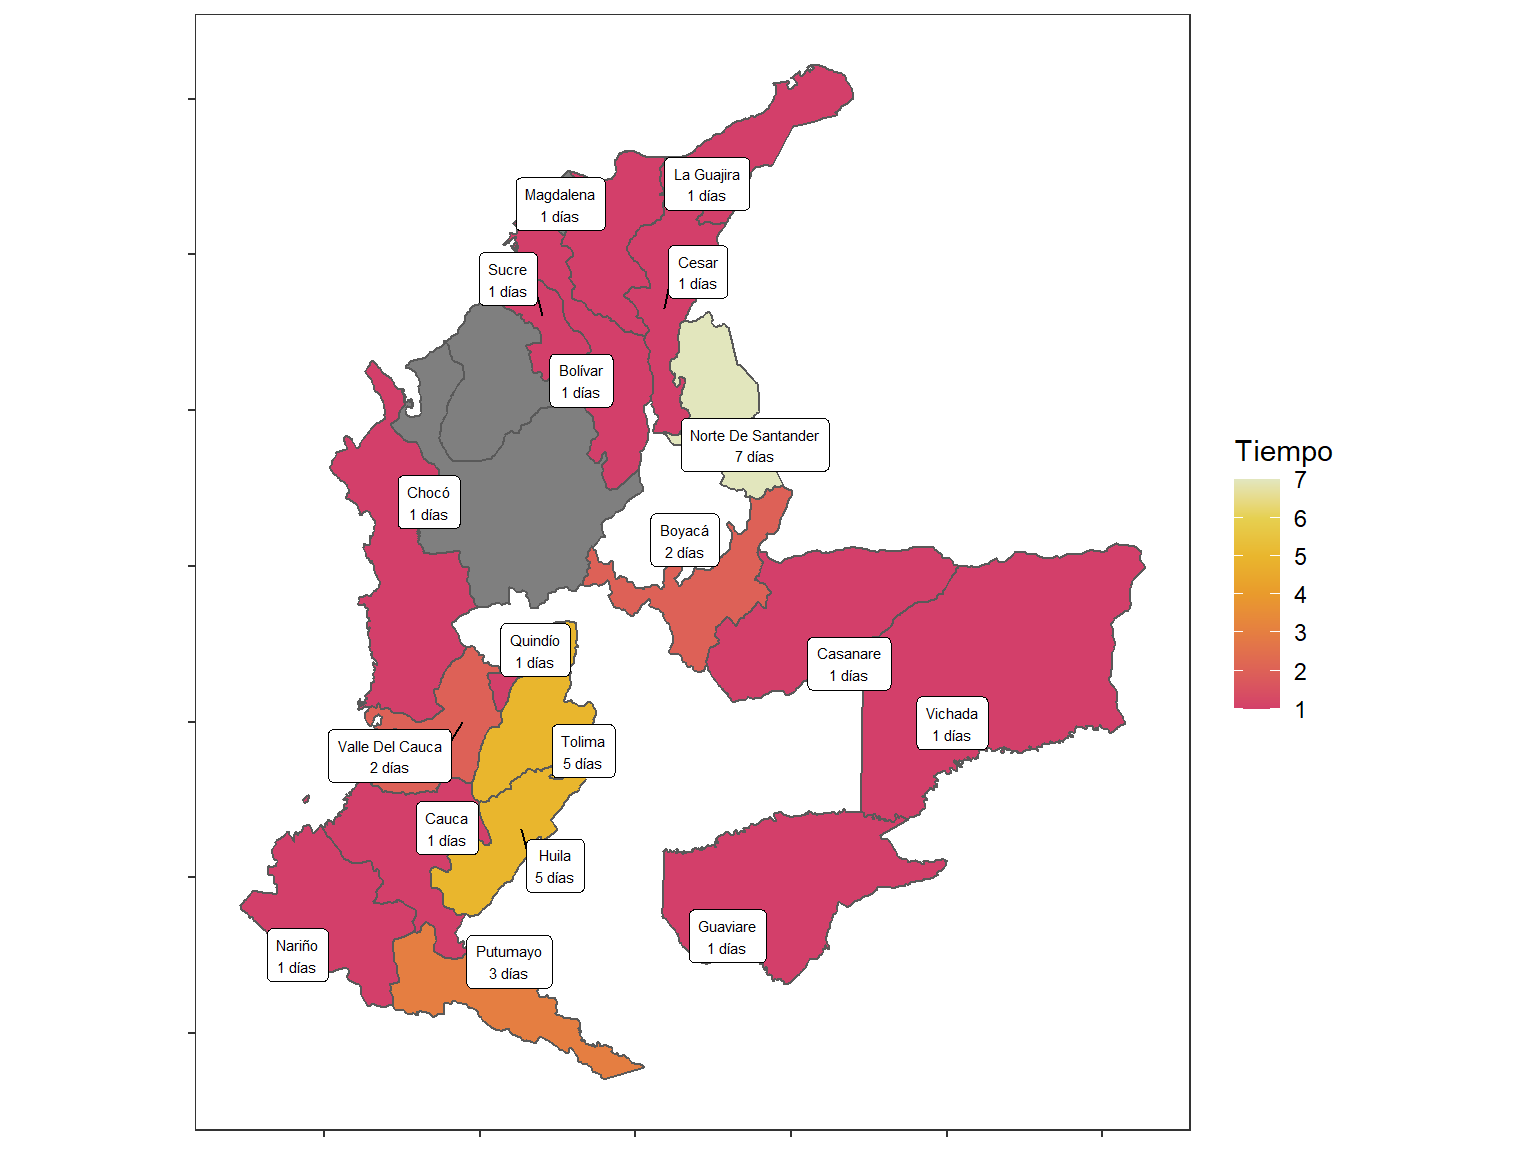 La Guajira
1 días
Magdalena
1 días
Cesar
1 días
Sucre
1 días
Bolívar
1 días
Norte De Santander
7 días
Chocó
1 días
Boyacá
2 días
Quindío
1 días
Casanare
1 días
Vichada
1 días
Tolima
5 días
Valle Del Cauca
2 días
Cauca
1 días
Huila
5 días
Guaviare
1 días
Nariño
1 días
Putumayo
3 días
Tiempo
7
6
5
4
3
2
1